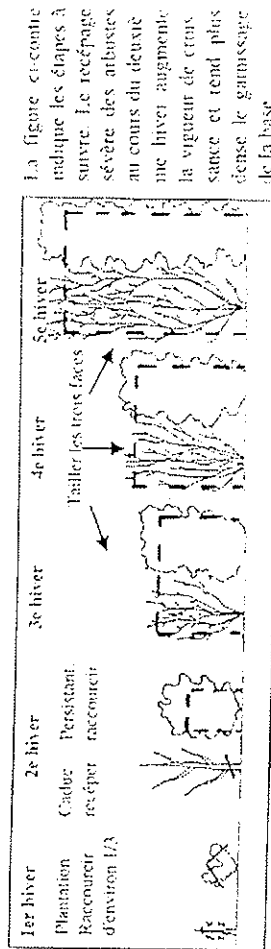 1er hiver
Plantation
Raccourcir
d'environ 1/3
2e hiver
Caduc Persistant
recéper raccourcir
3e hiver
4e hiver
5e hiver
Tailler les trois faces
La figure ci-contre
indique les étapes à
suivre. Le recépage
sévère des arbustes
au cours du deuxiè
me hiver augmente
la vigueur de crois
sance et rend plus
dense le garnissage
de la base